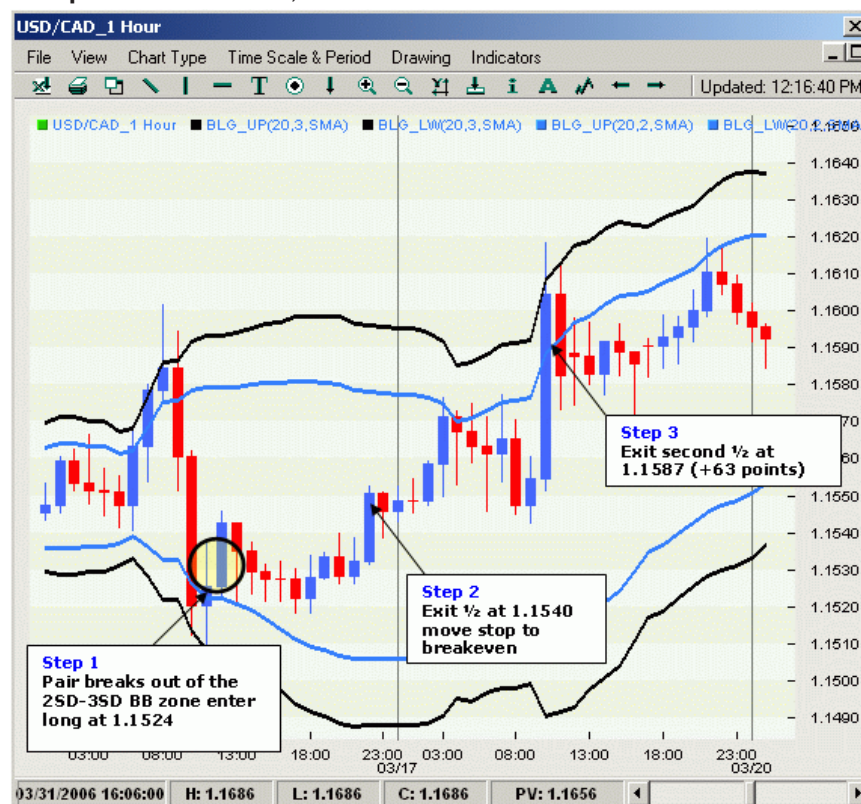 USD/CAD_1 Hour
File View Chart Type Time Scale & Period Drawing Indicators
T i A Updated: 12:16:40 PM
USD/CAD_1 Hour BLG_UP(20,3,SMA) BLG_LW(20,3,SMA) BLG_UP(20,2,SMA) BLG_LW(20,2,SMA)
1.1640
1.1630
1.1620
1.1610
1.1600
1.1590
1.1580
70
Step 3
Exit second ½ at
1.1587 (+63 points)
60
1.1550
1.1540
1.1530
1.1520
1.1510
1.1500
1.1490
Step 2
Exit ½ at 1.1540
move stop to
breakeven
Step 1
Pair breaks out of the
2SD-3SD BB zone enter
long at 1.1524
03:00 08:00 13:00 18:00 23:00 03:00 08:00 13:00 18:00 23:00
03/17 03/20
03/31/2006 16:06:00 H: 1.1686 L: 1.1686 C: 1.1686 PV: 1.1656